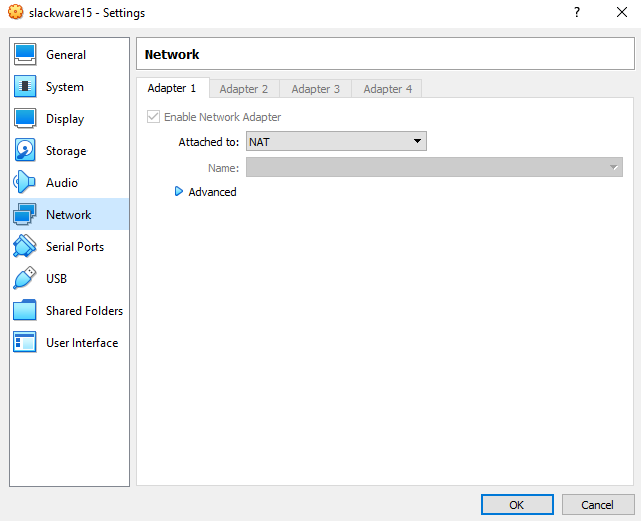 slackware15 - Settings
General
System
Display
Storage
Audio
Network
Serial Ports
USB
Shared Folders
User Interface
Network
Adapter 1 Adapter 2 Adapter 3 Adapter 4
Enable Network Adapter
Attached to: NAT
Name:
Advanced
OK Cancel